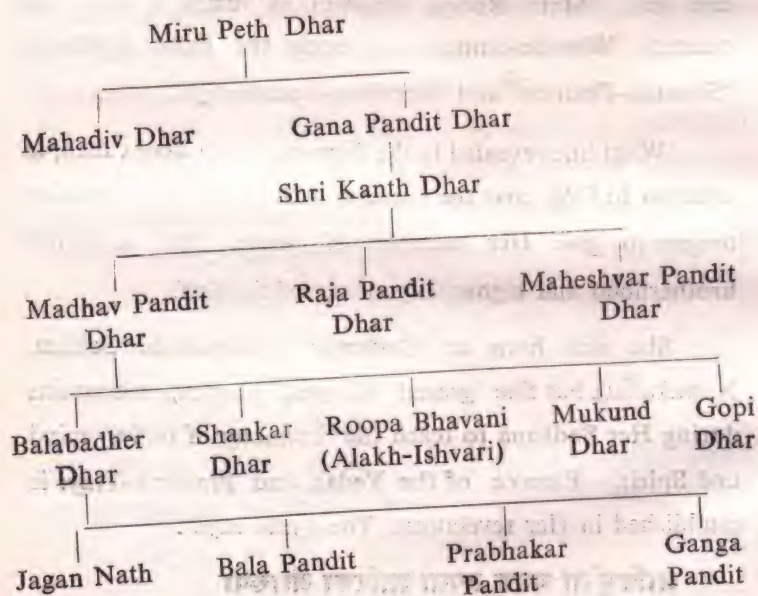 Miru Peth Dhar
Mahadiv Dhar Gana Pandit Dhar
Shri Kanth Dhar
Madhav Pandit Dhar
Raja Pandit Dhar
Maheshvar Pandit Dhar
Balabadher Dhar
Shankar Dhar
Roopa Bhavani (Alakh-Ishvari)
Mukund Dhar
Gopi Dhar
Jagan Nath
Bala Pandit
Prabhakar Pandit
Ganga Pandit